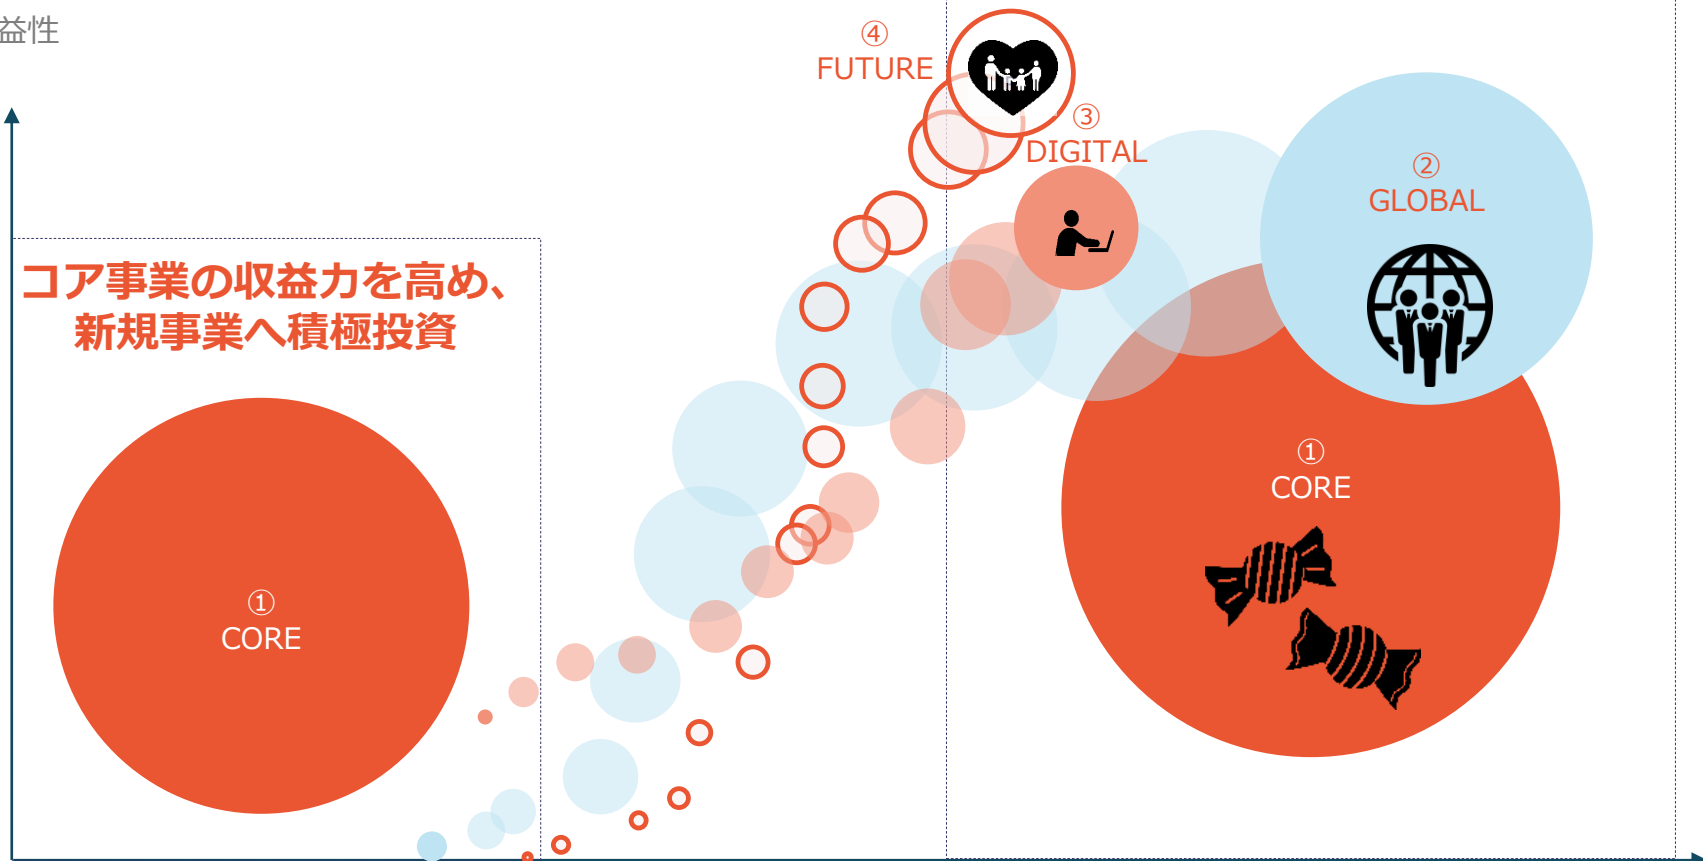 益性
④
FUTURE
③
DIGITAL
②
GLOBAL
コア事業の収益力を高め、
新規事業へ積極投資
①
CORE
①
CORE